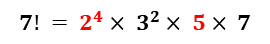 7! = 2⁴ × 3² × 5 × 7